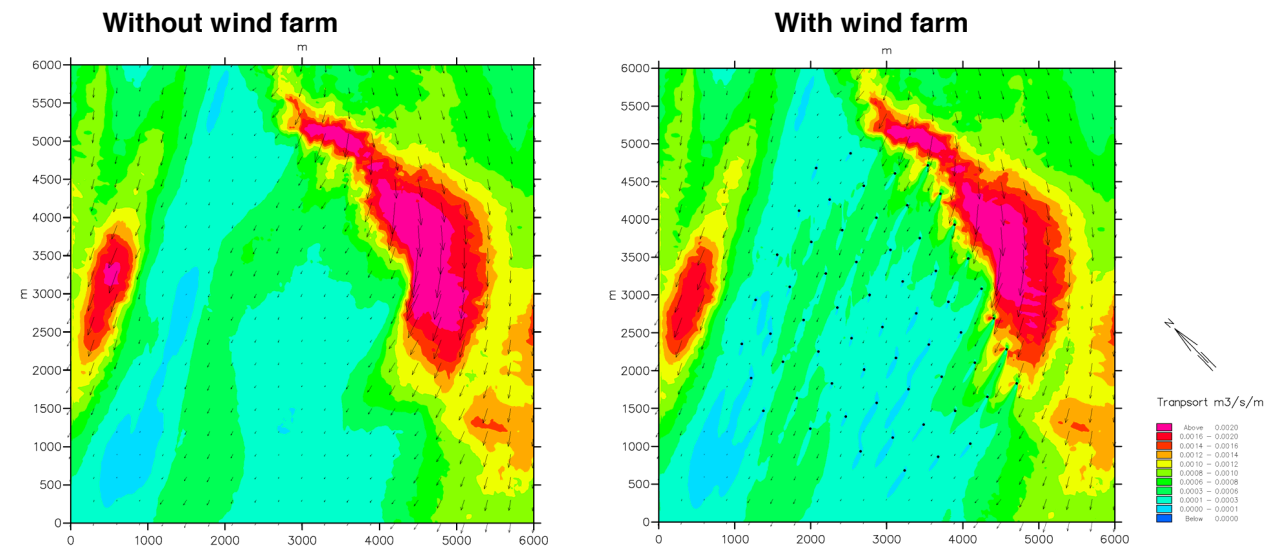 Without wind farm
With wind farm
m
m
6000
5500
5000
4500
4000
3500
3000
2500
2000
1500
1000
500
0
m
0
1000
2000
3000
4000
5000
6000
6000
5500
5000
4500
4000
3500
3000
2500
2000
1500
1000
500
0
m
0
1000
2000
3000
4000
5000
6000
N
Tranpsort m3/s/m
Above 0.0020
0.0016 - 0.0020
0.0014 - 0.0016
0.0012 - 0.0014
0.0010 - 0.0012
0.0008 - 0.0010
0.0006 - 0.0008
0.0003 - 0.0006
0.0001 - 0.0003
0.0000 - 0.0001
Below 0.0000